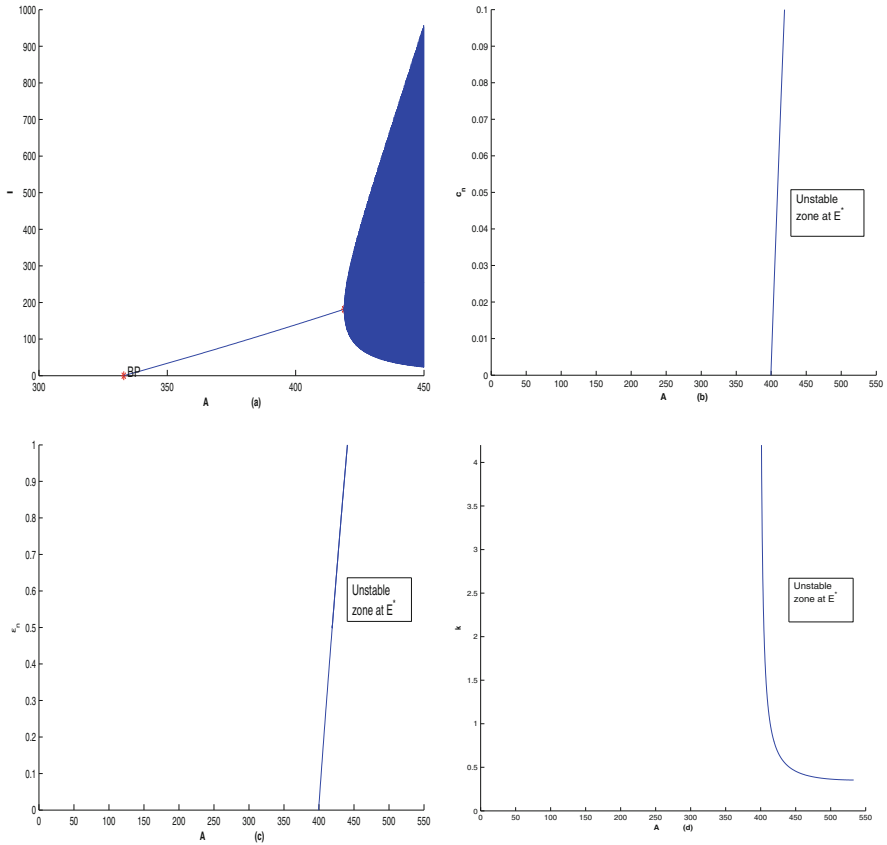 1000
900
800
700
600
500
400
300
200
100
0
I
BP
300 350 400 450
A (a)
0.1
0.09
0.08
0.07
0.06
0.05
0.04
0.03
0.02
0.01
0
c_n
Unstable
zone at E*
0 50 100 150 200 250 300 350 400 450 500 550
A (b)
1
0.9
0.8
0.7
0.6
0.5
0.4
0.3
0.2
0.1
0
ε_n
Unstable
zone at E*
0 50 100 150 200 250 300 350 400 450 500 550
A (c)
4
3.5
3
2.5
2
1.5
1
0.5
0
k
Unstable
zone at E*
0 50 100 150 200 250 300 350 400 450 500 550
A (d)